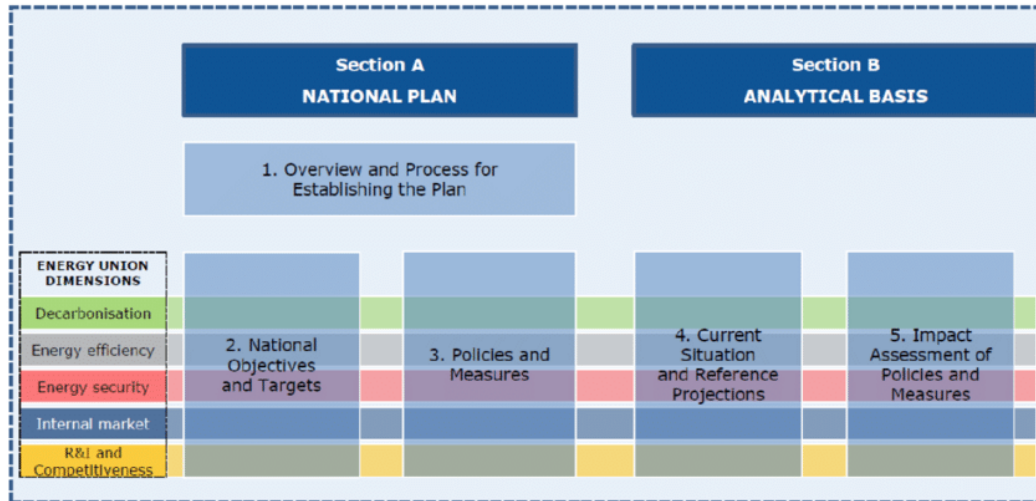 Section A
NATIONAL PLAN
Section B
ANALYTICAL BASIS
1. Overview and Process for
Establishing the Plan
ENERGY UNION
DIMENSIONS
Decarbonisation
Energy efficiency
Energy security
Internal market
R&I and
Competitiveness
2. National
Objectives
and Targets
3. Policies and
Measures
4. Current
Situation
and Reference
Projections
5. Impact
Assessment of
Policies and
Measures